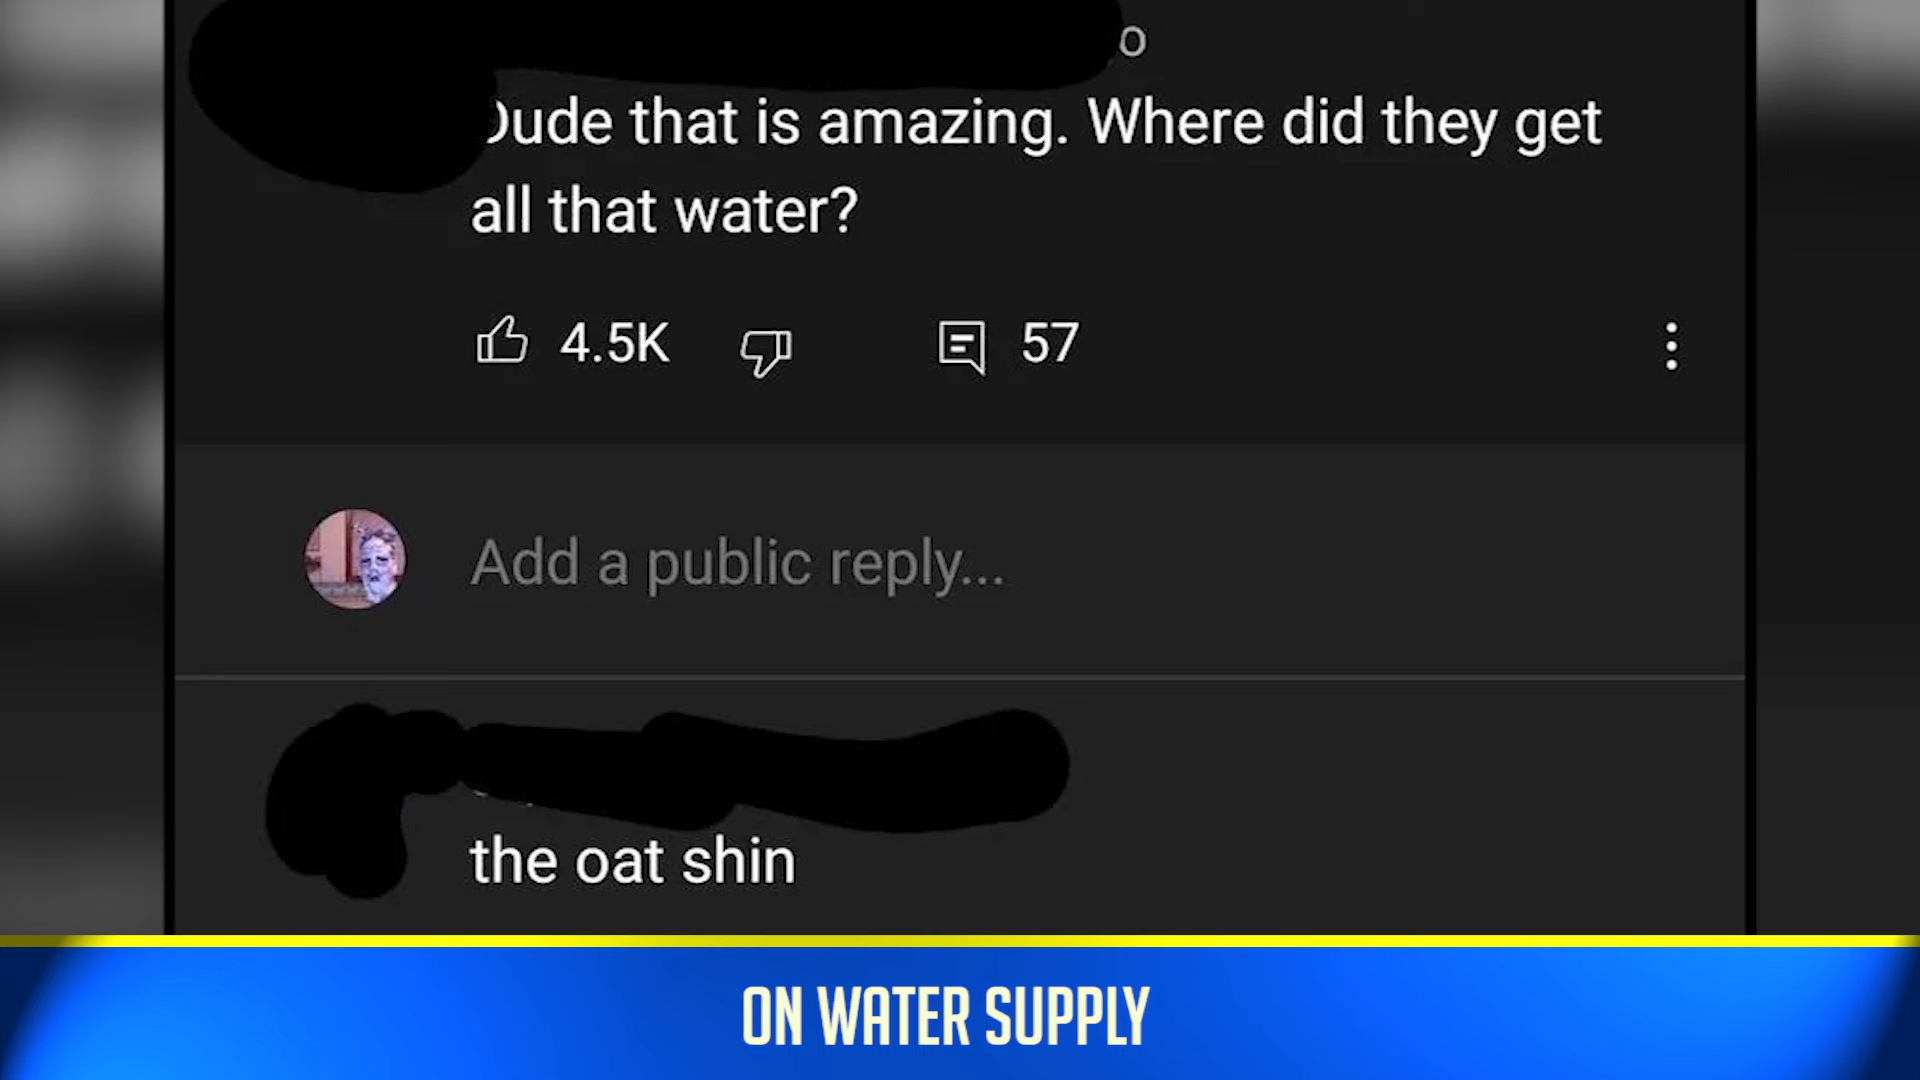 Dude that is amazing. Where did they get
all that water?
4.5K 57
Add a public reply...
the oat shin
ON WATER SUPPLY